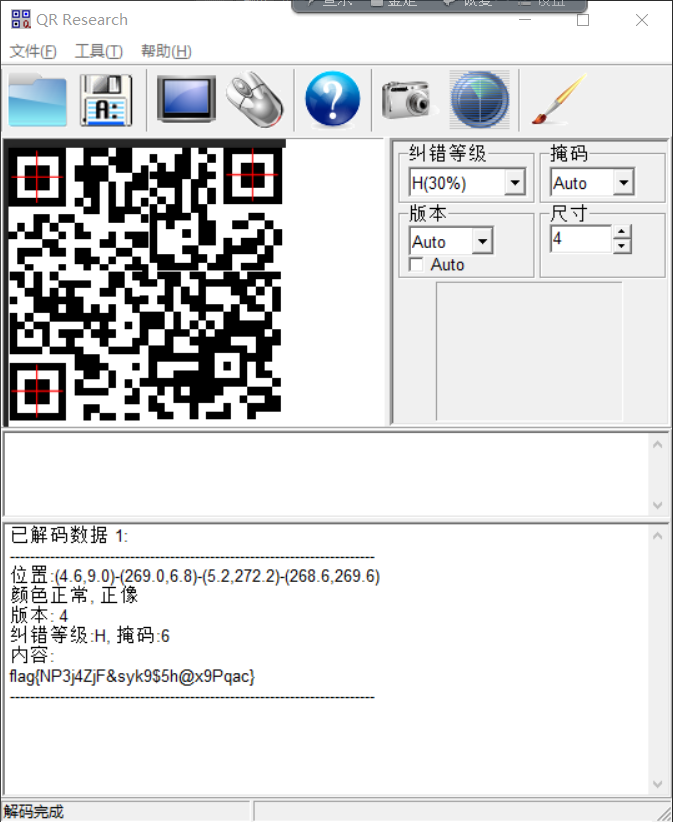 QR Research
文件(F) 工具(T) 帮助(H)
A:
?
纠错等级
H(30%)
掩码
Auto
版本
Auto
Auto
尺寸
4
已解码数据 1:
---------------------------------------------------------------------------
位置:(4.6,9.0)-(269.0,6.8)-(5.2,272.2)-(268.6,269.6)
颜色正常, 正像
版本: 4
纠错等级:H, 掩码:6
内容:
flag{NP3j4ZjF&syk9$5h@x9Pqac}
---------------------------------------------------------------------------
解码完成